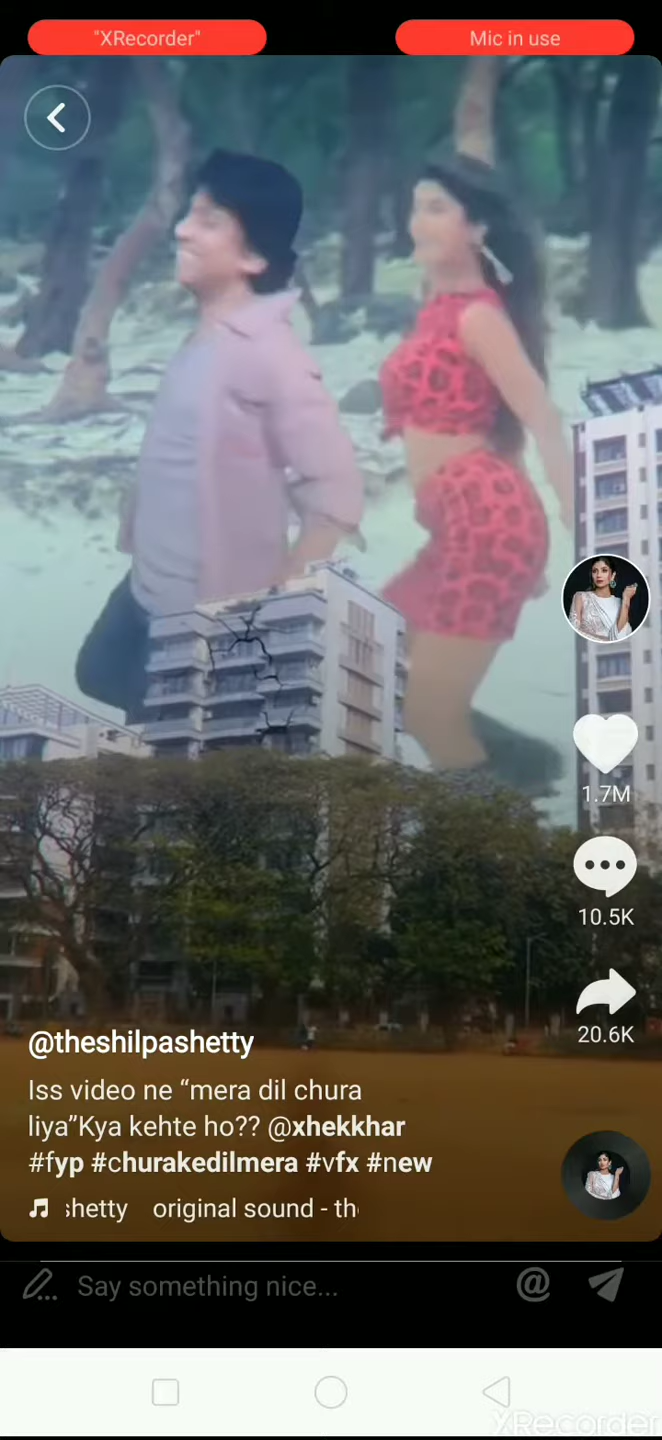 "XRecorder"
Mic in use
1.7M
10.5K
20.6K
@theshilpashetty
Iss video ne “mera dil chura
liya”Kya kehte ho?? @xhekkhar
#fyp #churakedilmera #vfx #new
shetty original sound - th
Say something nice...
@
XRecorder